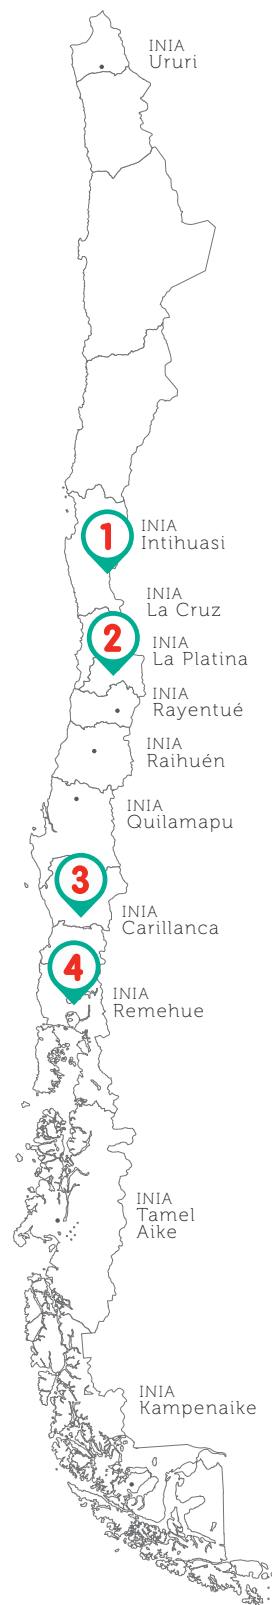 INIA
Ururi
1
INIA
Intihuasi
INIA
La Cruz
2
INIA
La Platina
INIA
Rayentué
INIA
Raihuén
INIA
Quilamapu
3
INIA
Carillanca
4
INIA
Remehue
INIA
Tamel
Aike
INIA
Kampenaike